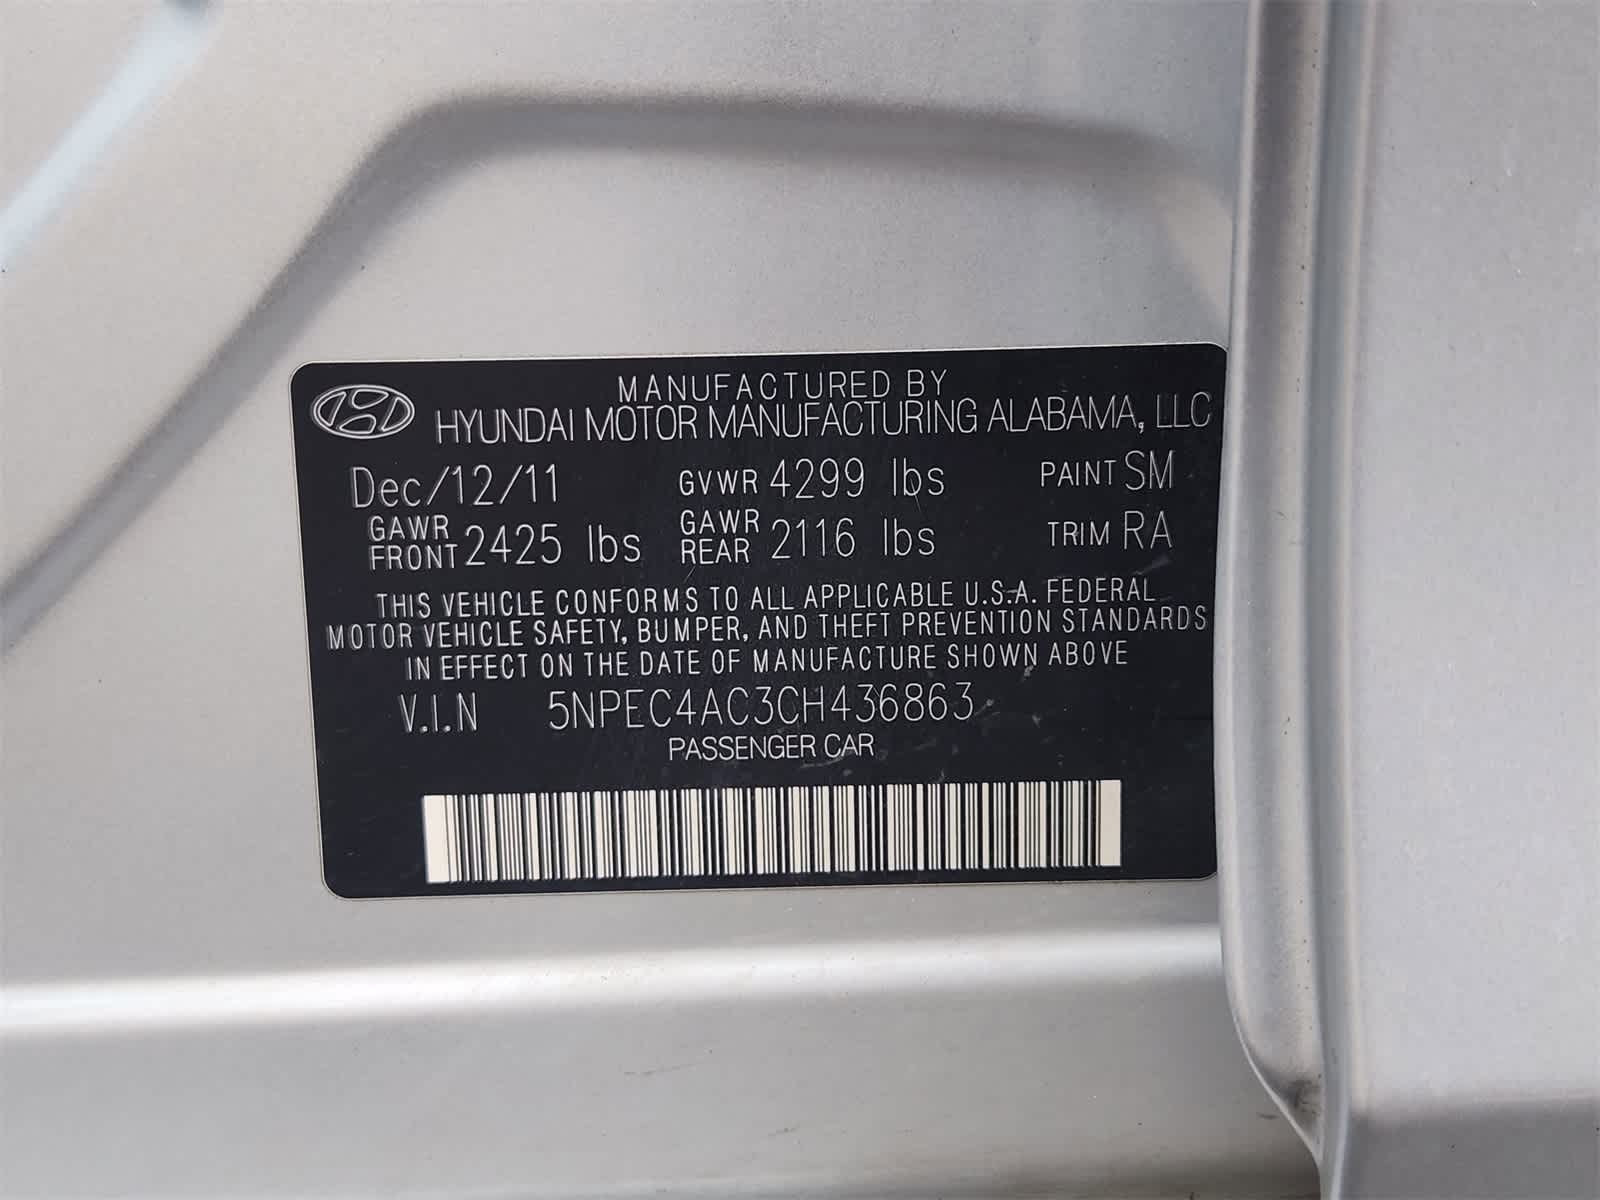 MANUFACTURED BY
HYUNDAI MOTOR MANUFACTURING ALABAMA, LLC
Dec/12/11 GVWR 4299 lbs PAINT SM
GAWR FRONT 2425 lbs GAWR REAR 2116 lbs TRIM RA
THIS VEHICLE CONFORMS TO ALL APPLICABLE U.S.A. FEDERAL
MOTOR VEHICLE SAFETY, BUMPER, AND THEFT PREVENTION STANDARDS
IN EFFECT ON THE DATE OF MANUFACTURE SHOWN ABOVE
V.I.N 5NPEC4AC3CH436863
PASSENGER CAR